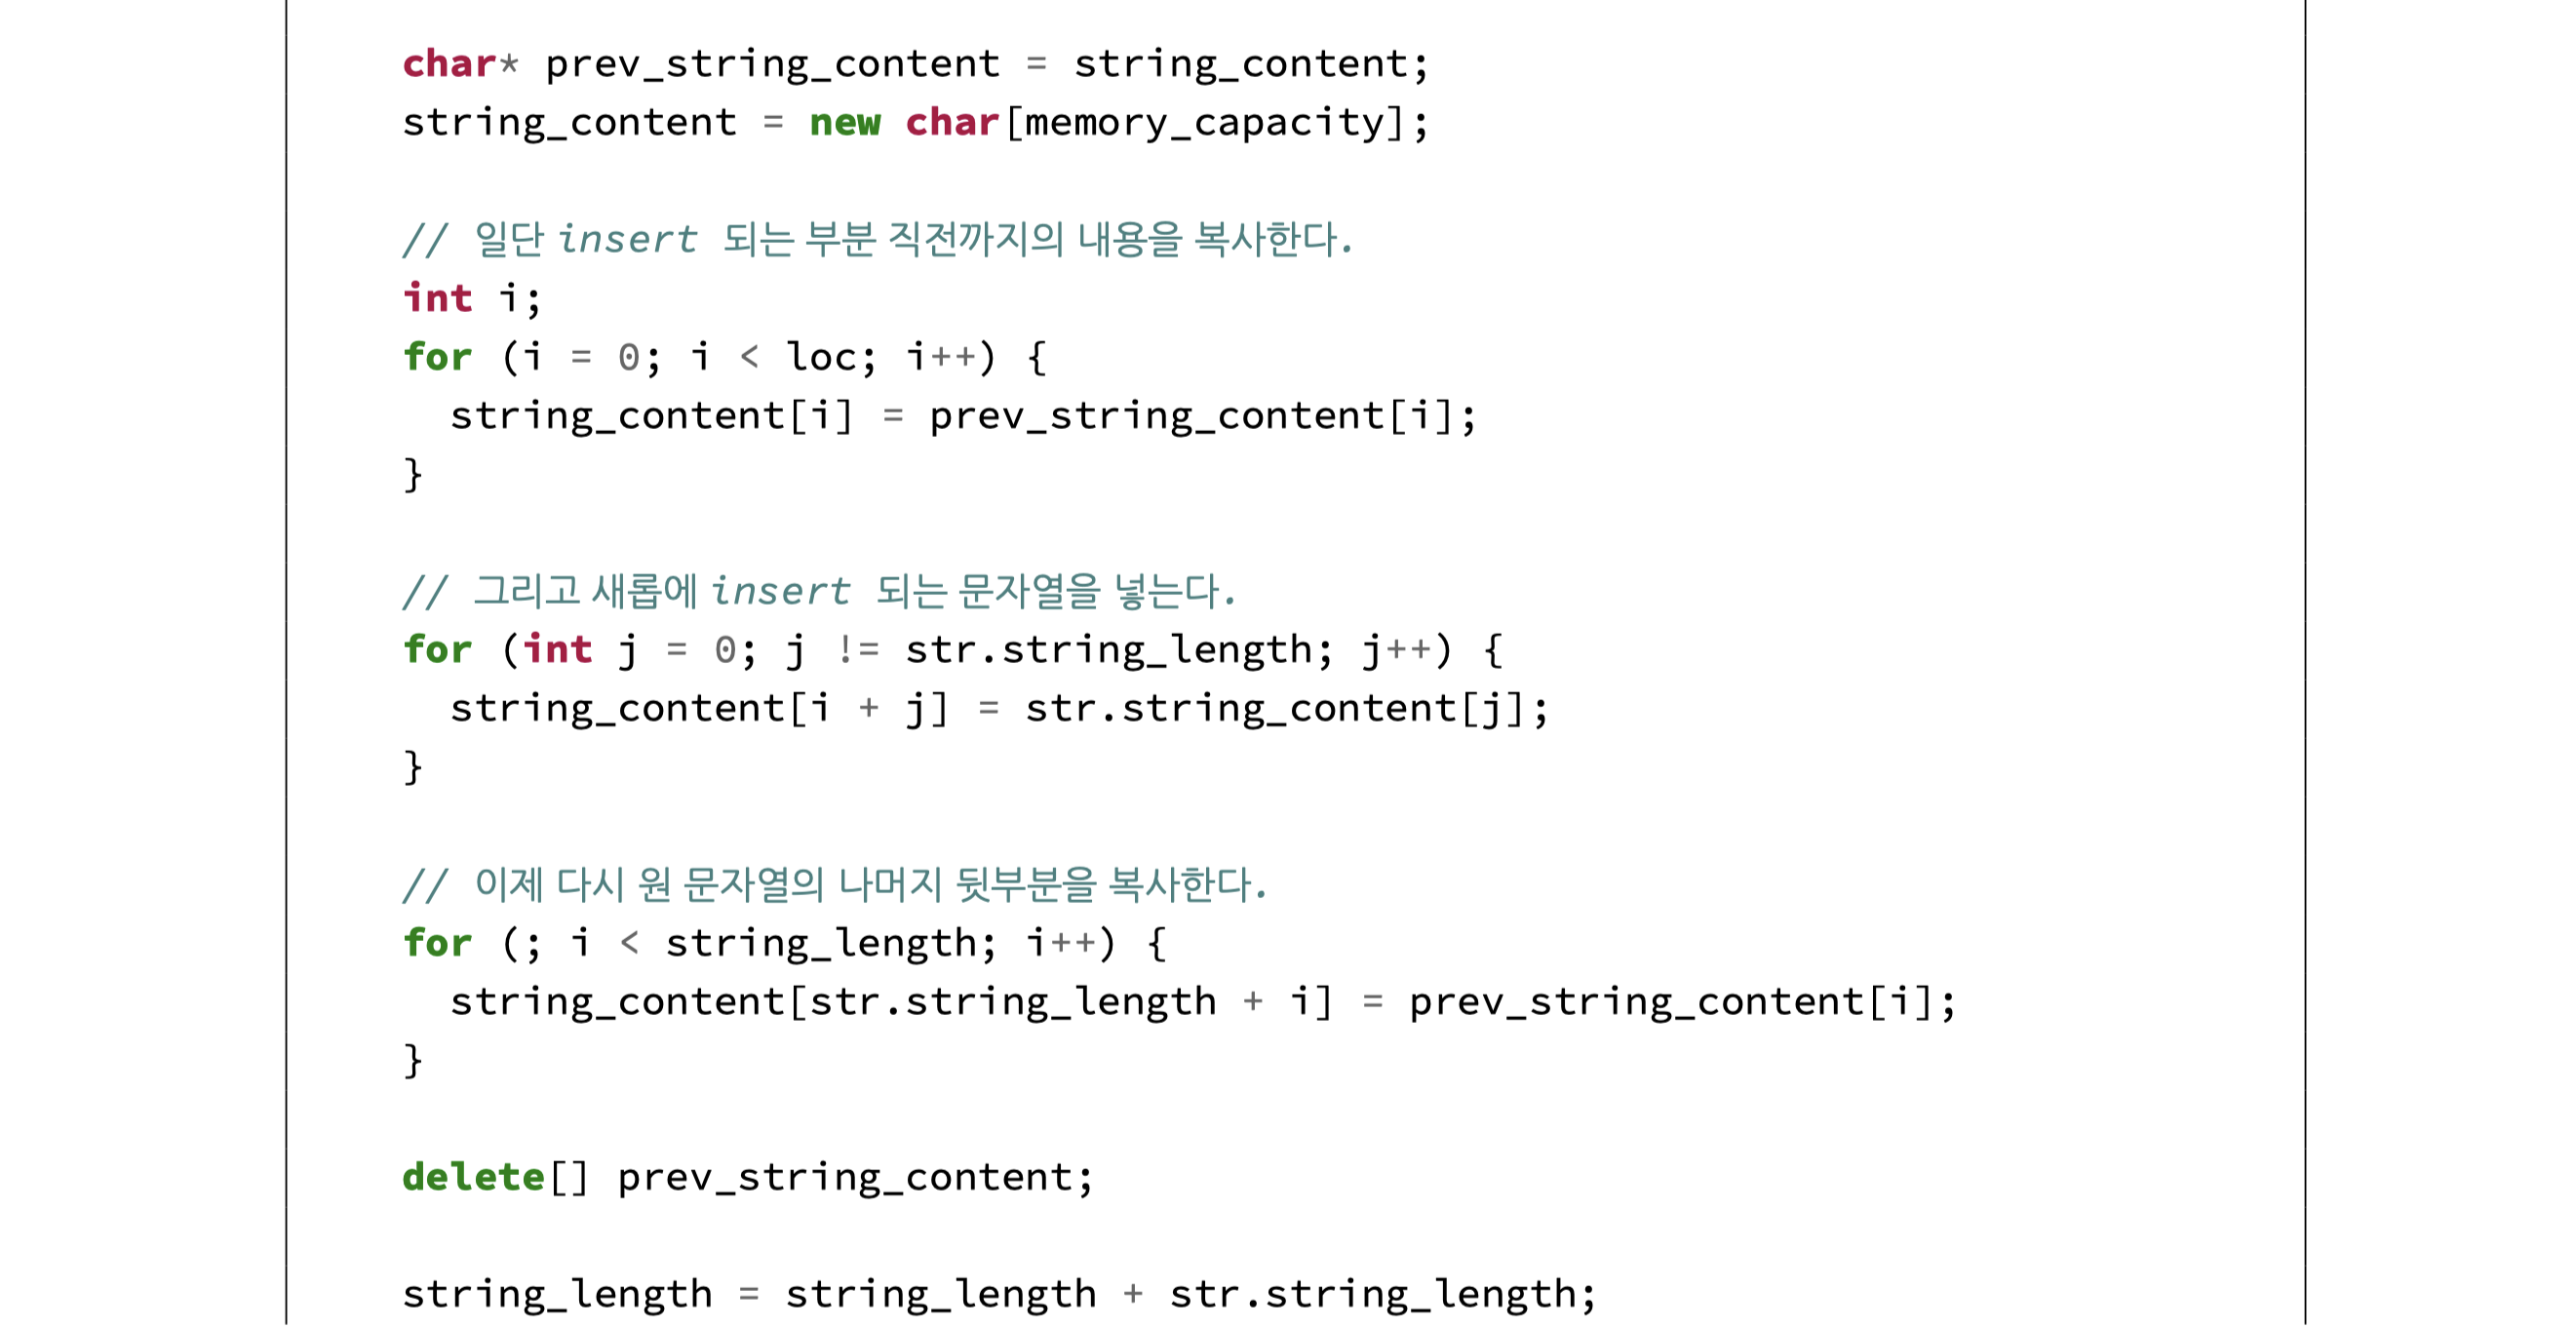 char* prev_string_content = string_content;
string_content = new char[memory_capacity];
// 일단 insert 되는 부분 직전까지의 내용을 복사한다.
int i;
for (i = 0; i < loc; i++) {
string_content[i] = prev_string_content[i];
}
// 그리고 새롭에 insert 되는 문자열을 넣는다.
for (int j = 0; j != str.string_length; j++) {
string_content[i + j] = str.string_content[j];
}
// 이제 다시 원 문자열의 나머지 뒷부분을 복사한다.
for (; i < string_length; i++) {
string_content[str.string_length + i] = prev_string_content[i];
}
delete[] prev_string_content;
string_length = string_length + str.string_length;